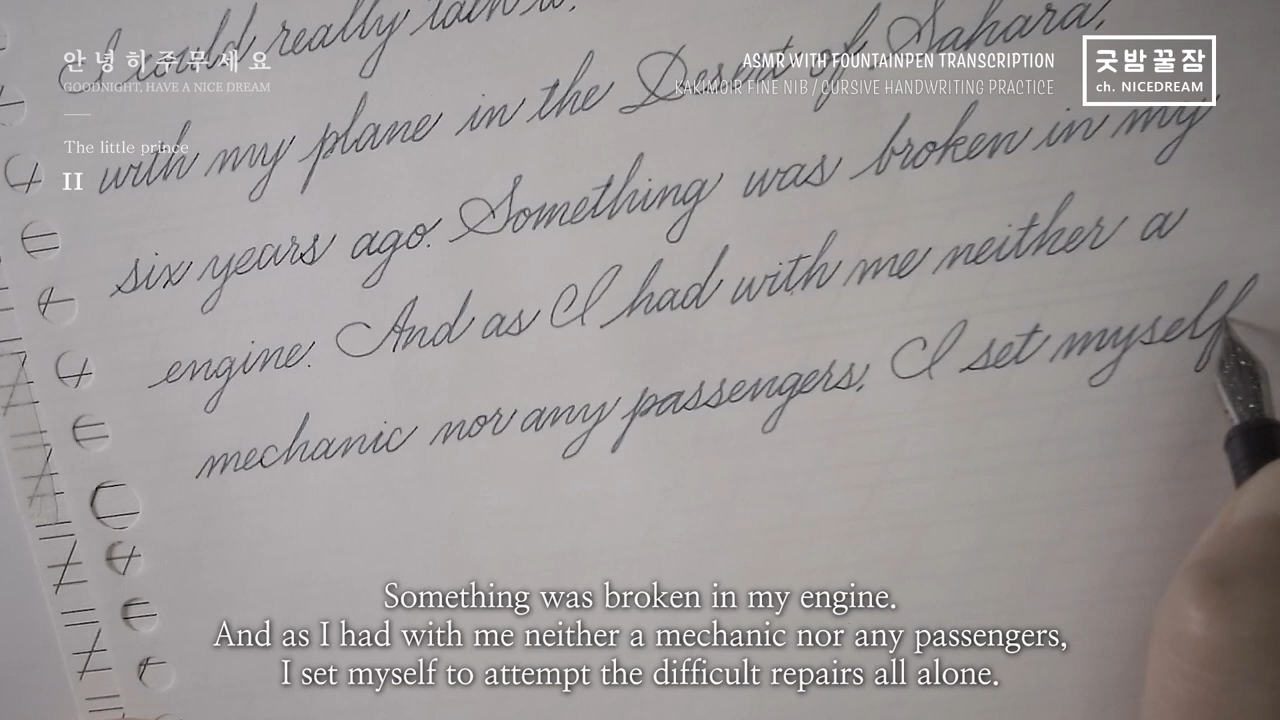 안녕히주무세요
GOODNIGHT, HAVE A NICE DREAM
The little prince
II
ASMR WITH FOUNTAINPEN TRANSCRIPTION
KAKIMOIR FINE NIB / CURSIVE HANDWRITING PRACTICE
굿밤꿀잠
ch. NICEDREAM
I could really talk to,
with my plane in the Desert of Sahara,
six years ago. Something was broken in my
engine. And as I had with me neither a
mechanic nor any passengers, I set myself
Something was broken in my engine.
And as I had with me neither a mechanic nor any passengers,
I set myself to attempt the difficult repairs all alone.